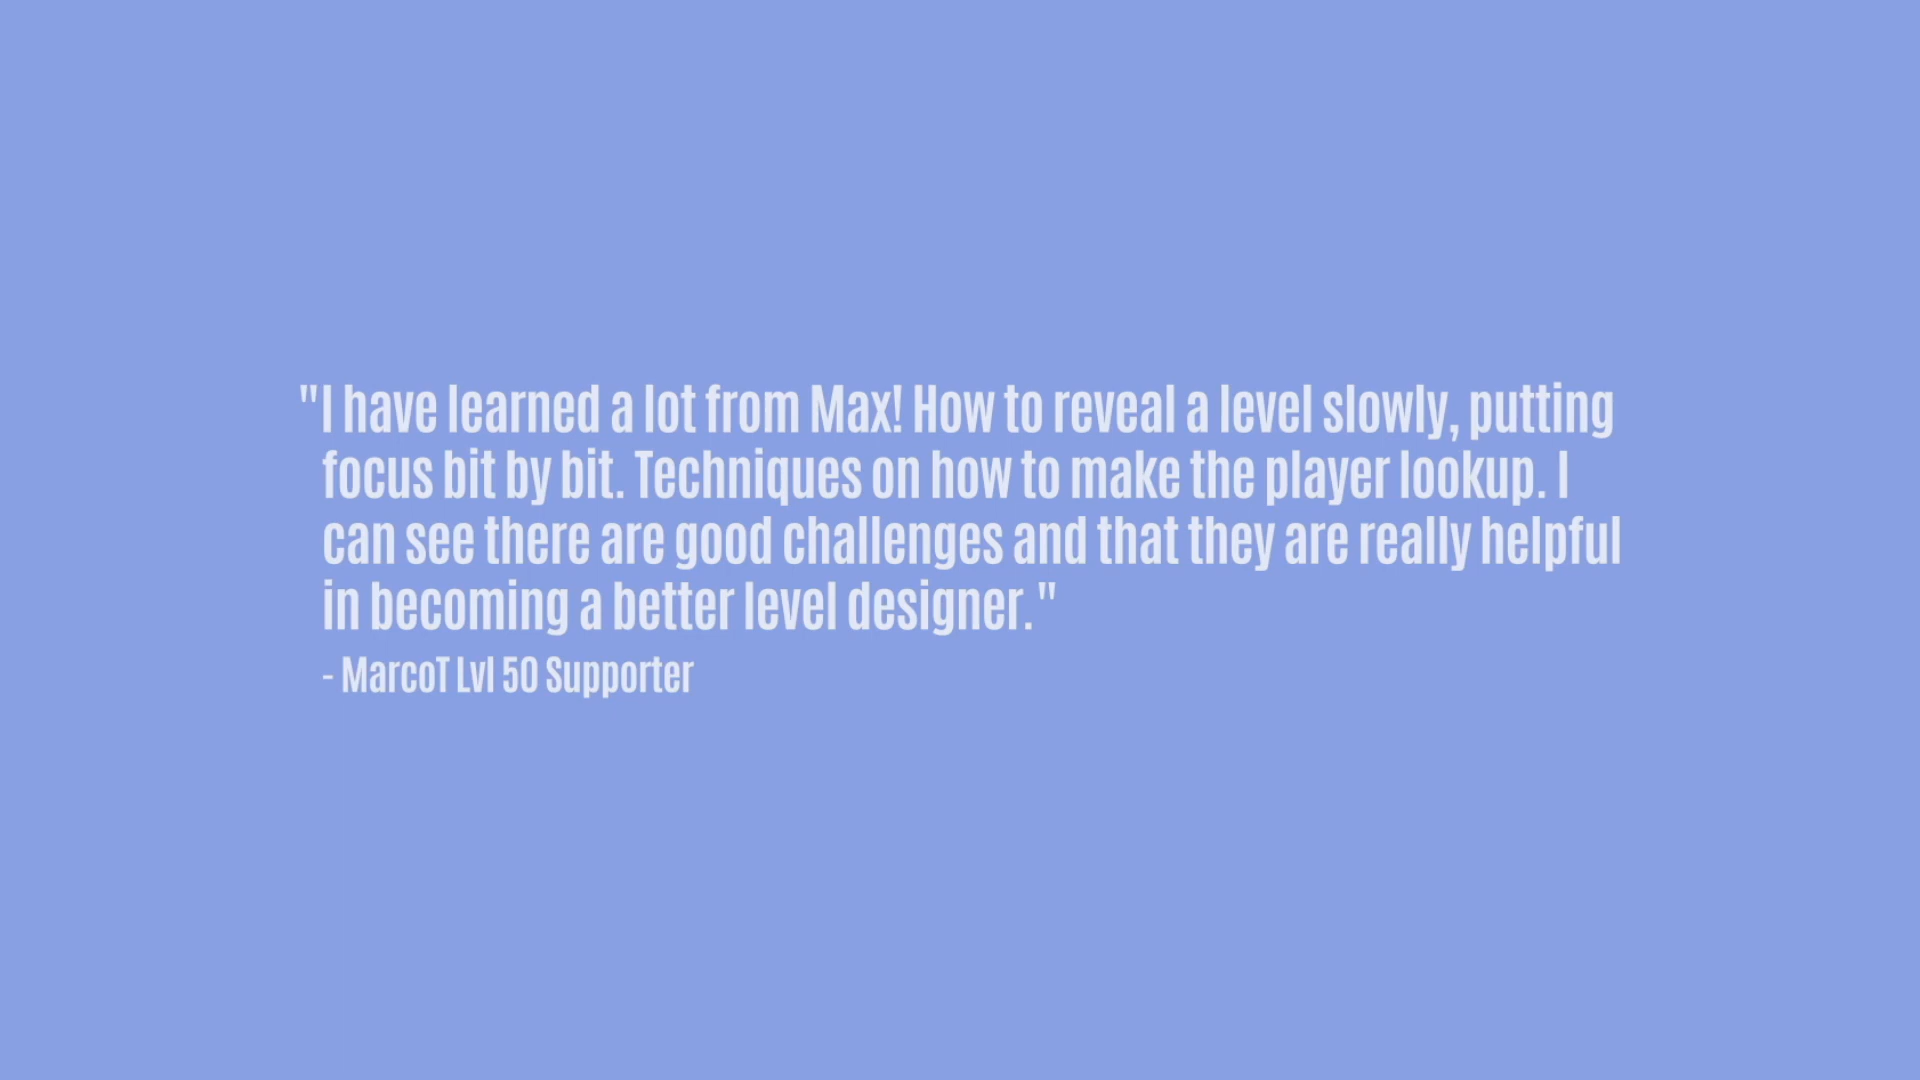 "I have learned a lot from Max! How to reveal a level slowly, putting
focus bit by bit. Techniques on how to make the player lookup. I
can see there are good challenges and that they are really helpful
in becoming a better level designer."
- MarcoT Lvl 50 Supporter